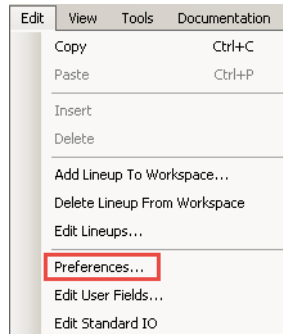 Edit View Tools Documentation
Copy Ctrl+C
Paste Ctrl+P
Insert
Delete
Add Lineup To Workspace...
Delete Lineup From Workspace
Edit Lineups...
Preferences...
Edit User Fields...
Edit Standard IO